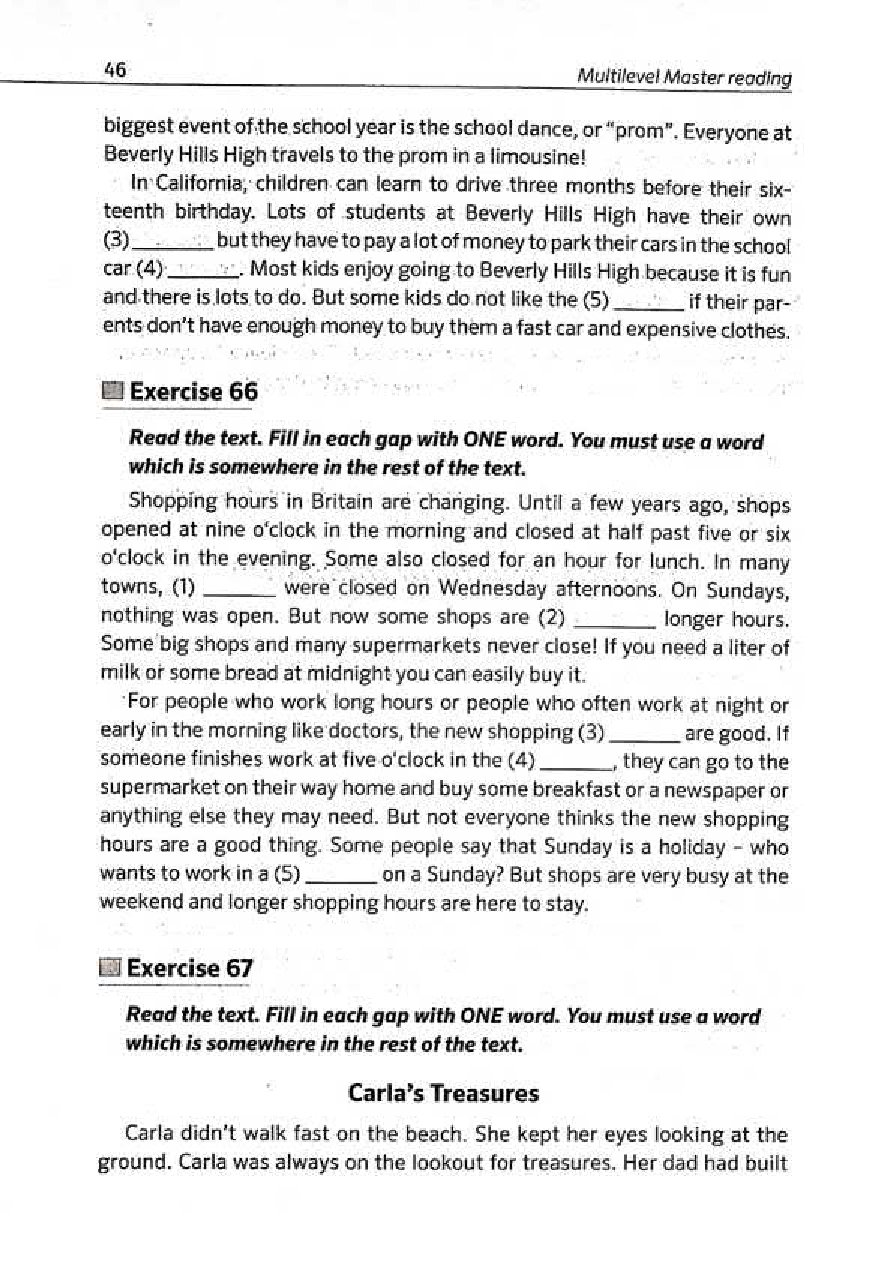 46
Multilevel Master reading
biggest event of the school year is the school dance, or “prom”. Everyone at
Beverly Hills High travels to the prom in a limousine!
In California, children can learn to drive three months before their six-
teenth birthday. Lots of students at Beverly Hills High have their own
(3) ______ but they have to pay a lot of money to park their cars in the school
car (4) ______. Most kids enjoy going to Beverly Hills High because it is fun
and there is lots to do. But some kids do not like the (5) ______ if their par-
ents don't have enough money to buy them a fast car and expensive clothes.
Exercise 66
Read the text. Fill in each gap with ONE word. You must use a word
which is somewhere in the rest of the text.
Shopping hours in Britain are changing. Until a few years ago, shops
opened at nine o'clock in the morning and closed at half past five or six
o'clock in the evening. Some also closed for an hour for lunch. In many
towns, (1) ______ were closed on Wednesday afternoons. On Sundays,
nothing was open. But now some shops are (2) ______ longer hours.
Some big shops and many supermarkets never close! If you need a liter of
milk or some bread at midnight you can easily buy it.
For people who work long hours or people who often work at night or
early in the morning like doctors, the new shopping (3) ______ are good. If
someone finishes work at five o'clock in the (4) ______, they can go to the
supermarket on their way home and buy some breakfast or a newspaper or
anything else they may need. But not everyone thinks the new shopping
hours are a good thing. Some people say that Sunday is a holiday – who
wants to work in a (5) ______ on a Sunday? But shops are very busy at the
weekend and longer shopping hours are here to stay.
Exercise 67
Read the text. Fill in each gap with ONE word. You must use a word
which is somewhere in the rest of the text.
Carla's Treasures
Carla didn't walk fast on the beach. She kept her eyes looking at the
ground. Carla was always on the lookout for treasures. Her dad had built